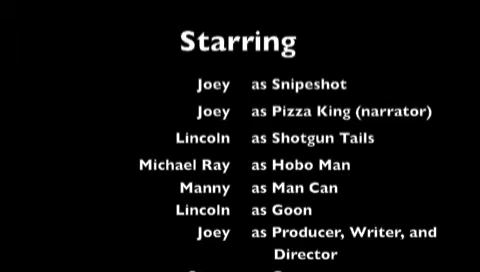 Starring
Joey as Snipeshot
Joey as Pizza King (narrator)
Lincoln as Shotgun Tails
Michael Ray as Hobo Man
Manny as Man Can
Lincoln as Goon
Joey as Producer, Writer, and
Director